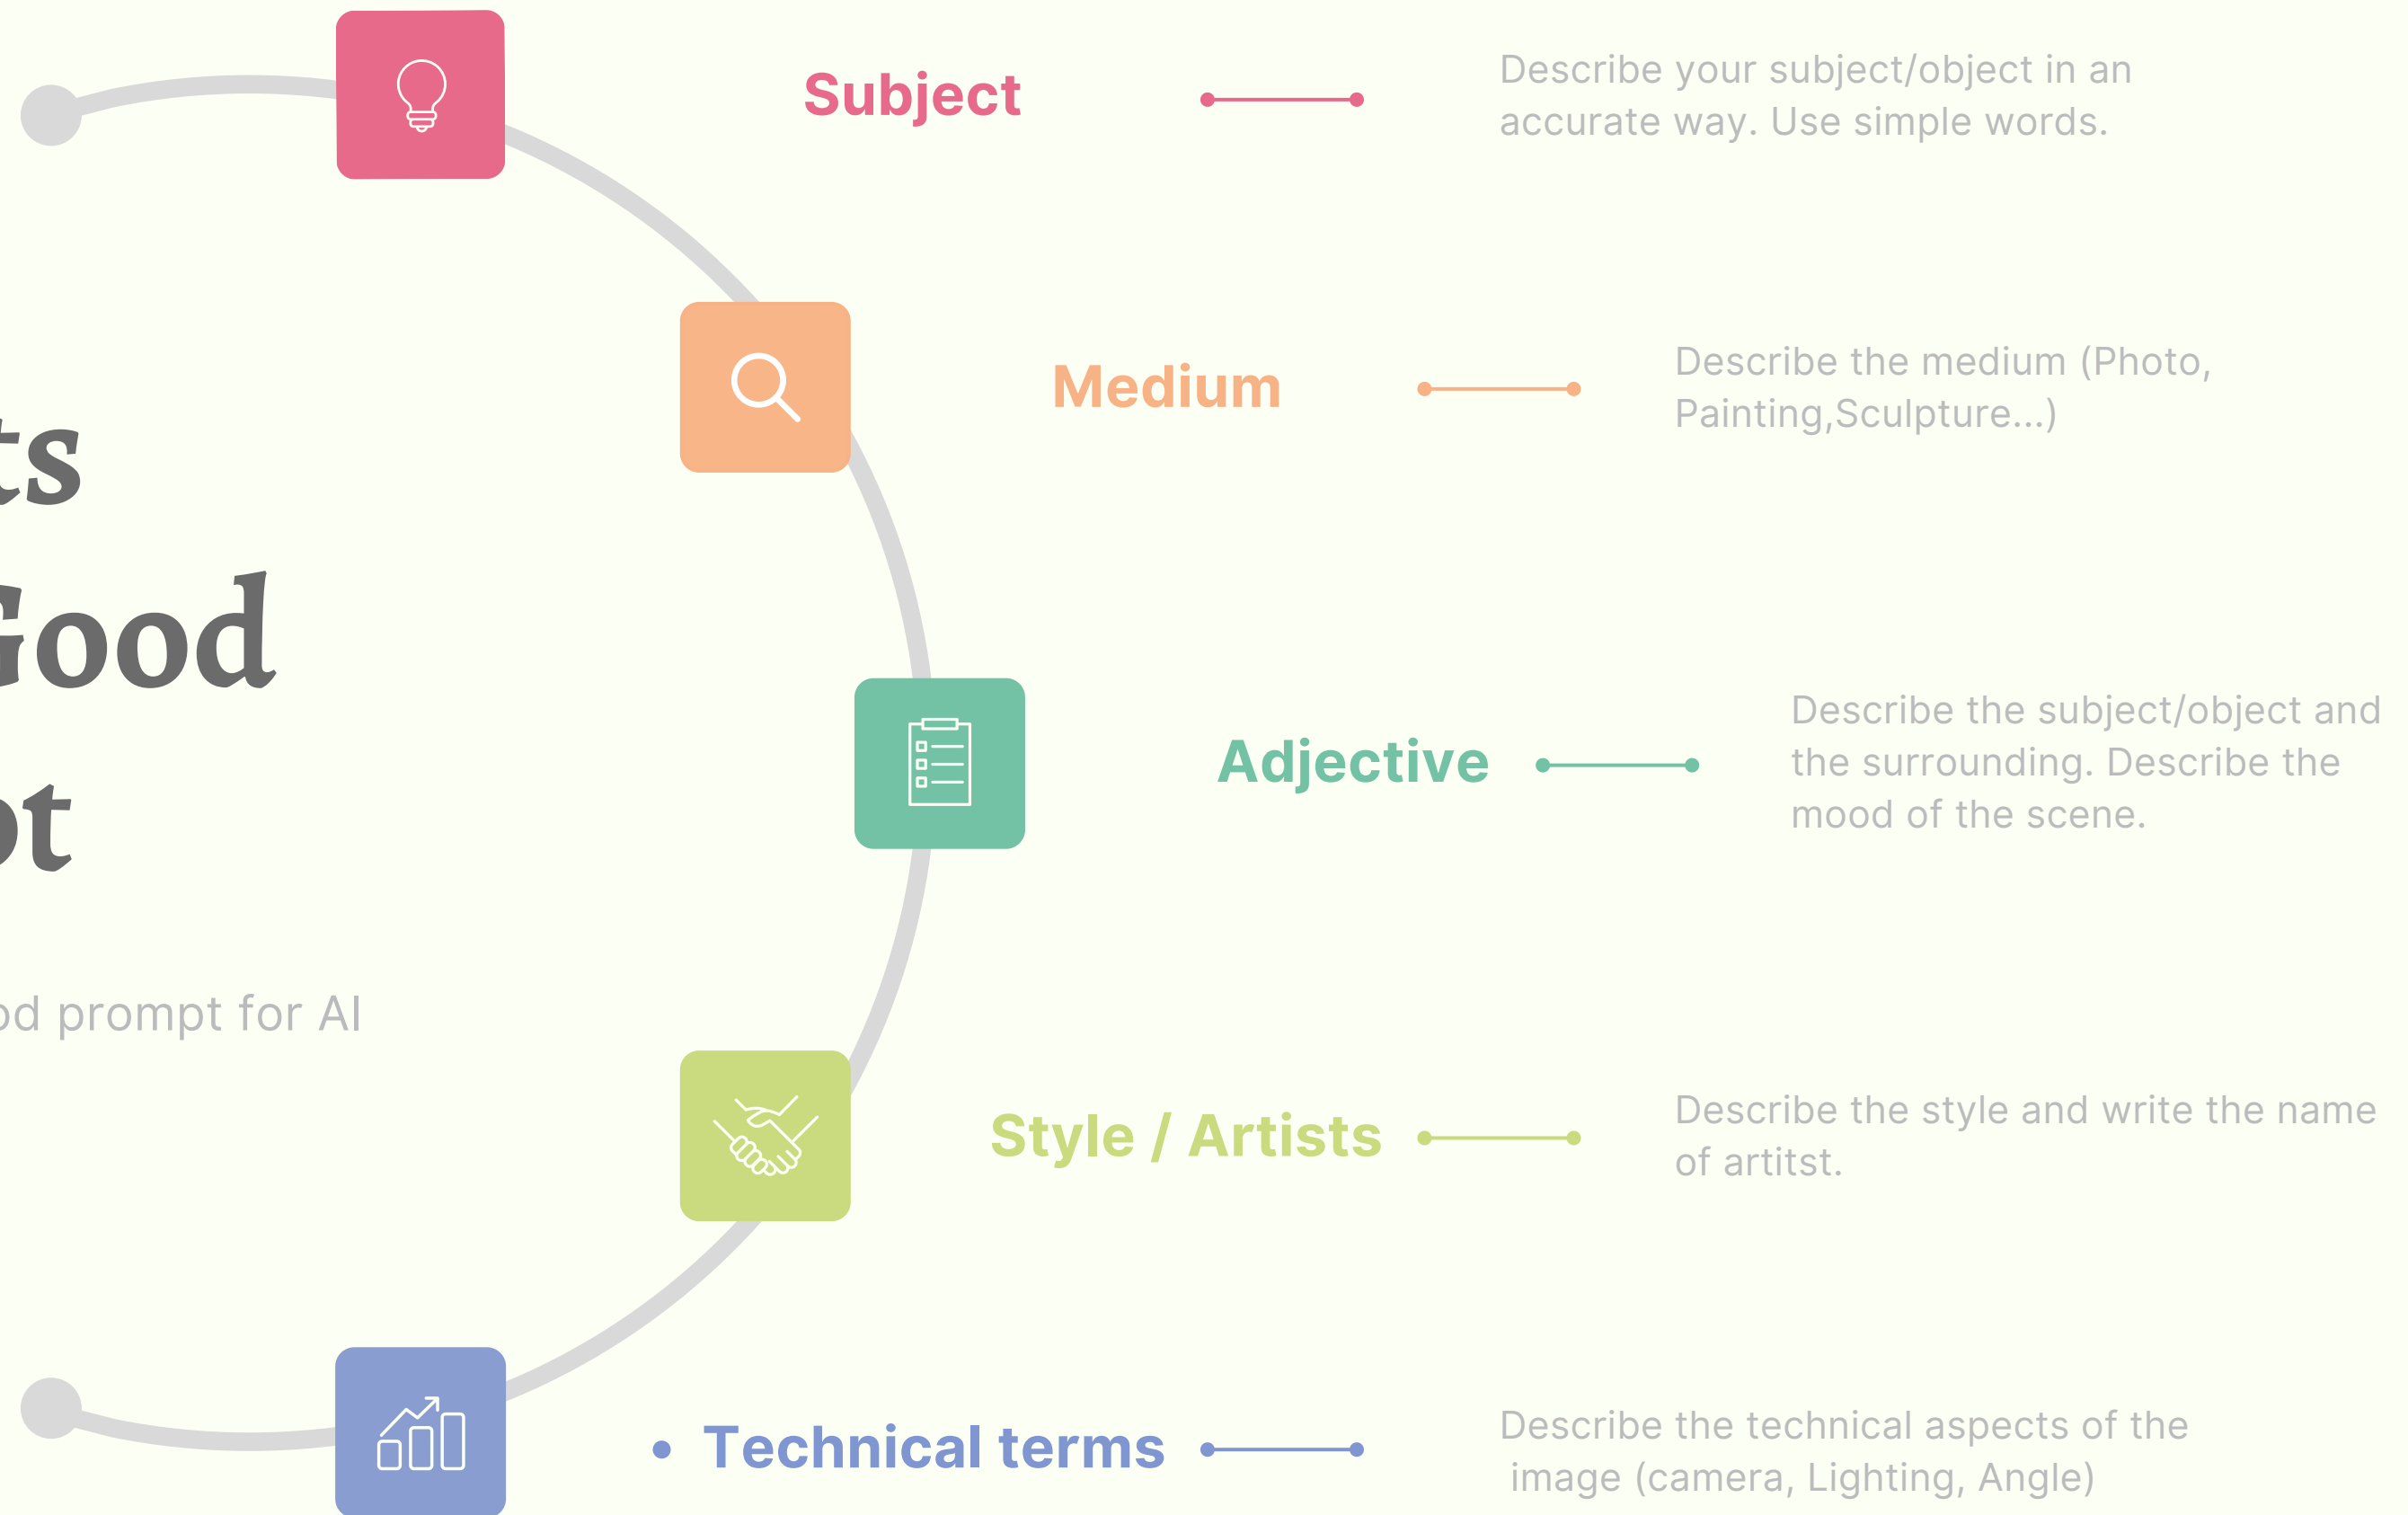 Subject
Describe your subject/object in an
accurate way. Use simple words.
Medium
Describe the medium (Photo,
Painting,Sculpture...)
ts
Good
Adjective
Describe the subject/object and
the surrounding. Describe the
mood of the scene.
ot
od prompt for AI
Style / Artists
Describe the style and write the name
of artitst.
• Technical terms
Describe the technical aspects of the
image (camera, Lighting, Angle)